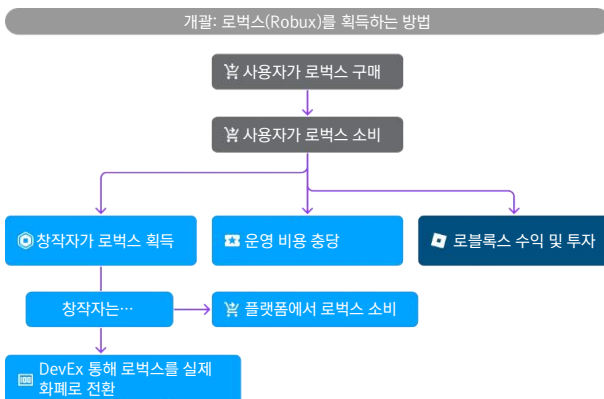 개괄: 로벅스(Robux)를 획득하는 방법
사용자가 로벅스 구매
사용자가 로벅스 소비
창작자가 로벅스 획득
운영 비용 충당
로블록스 수익 및 투자
창작자는…
플랫폼에서 로벅스 소비
DevEx 통해 로벅스를 실제
화폐로 전환